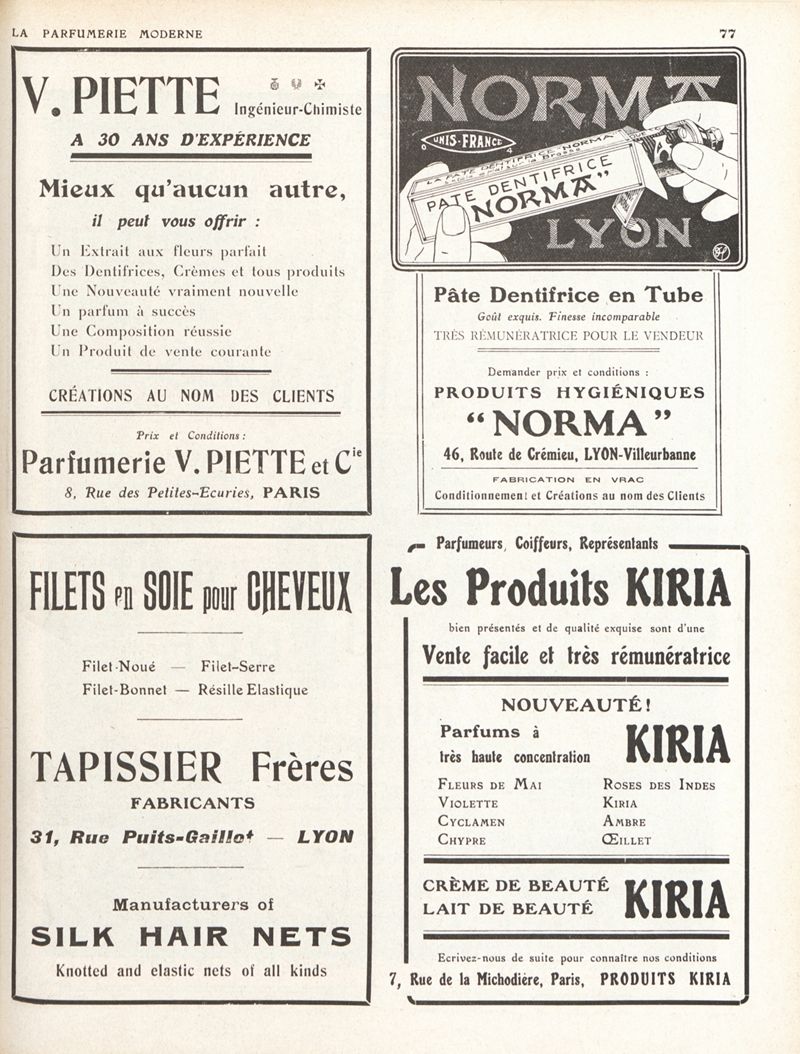 LA PARFUMERIE MODERNE
77
V. PIETTE
Ingénieur-Chimiste
A 30 ANS D'EXPÉRIENCE
Mieux qu'aucun autre,
il peut vous offrir :
Un Extrait aux fleurs parfait
Des Dentifrices, Crèmes et tous produits
Une Nouveauté vraiment nouvelle
Un parfum à succès
Une Composition réussie
Un Produit de vente courante
CRÉATIONS AU NOM DES CLIENTS
Prix et Conditions :
Parfumerie V. PIETTE et Cie
8, Rue des Petites-Ecuries, PARIS
NORMA
UNIS-FRANCE
LA PATE DENTIFRICE NORMA
PATE DENTIFRICE
"NORMA"
LYON
Pâte Dentifrice en Tube
Goût exquis. Finesse incomparable
TRÈS RÉMUNÉRATRICE POUR LE VENDEUR
Demander prix et conditions :
PRODUITS HYGIÉNIQUES
"NORMA"
46, Route de Crémieu, LYON-Villeurbanne
FABRICATION EN VRAC
Conditionnement et Créations au nom des Clients
FILETS en SOIE pour CHEVEUX
Filet-Noué — Filet-Serre
Filet-Bonnet — Résille Elastique
TAPISSIER Frères
FABRICANTS
31, Rue Puits-Gaillot — LYON
Manufacturers of
SILK HAIR NETS
Knotted and elastic nets of all kinds
Parfumeurs, Coiffeurs, Représentants
Les Produits KIRIA
bien présentés et de qualité exquise sont d'une
Vente facile et très rémunératrice
NOUVEAUTÉ!
Parfums à
très haute concentration
KIRIA
FLEURS DE MAI
ROSES DES INDES
VIOLETTE
KIRIA
CYCLAMEN
AMBRE
CHYPRE
ŒILLET
CRÈME DE BEAUTÉ
LAIT DE BEAUTÉ
KIRIA
Ecrivez-nous de suite pour connaître nos conditions
7, Rue de la Michodière, Paris, PRODUITS KIRIA